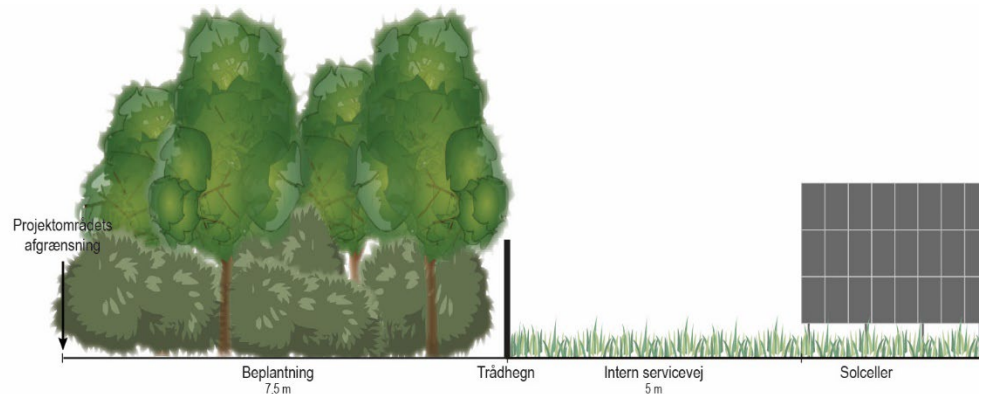 Projektområdets
afgrænsning
Beplantning
7.5 m
Trådhegn
Intern servicevej
5 m
Solceller